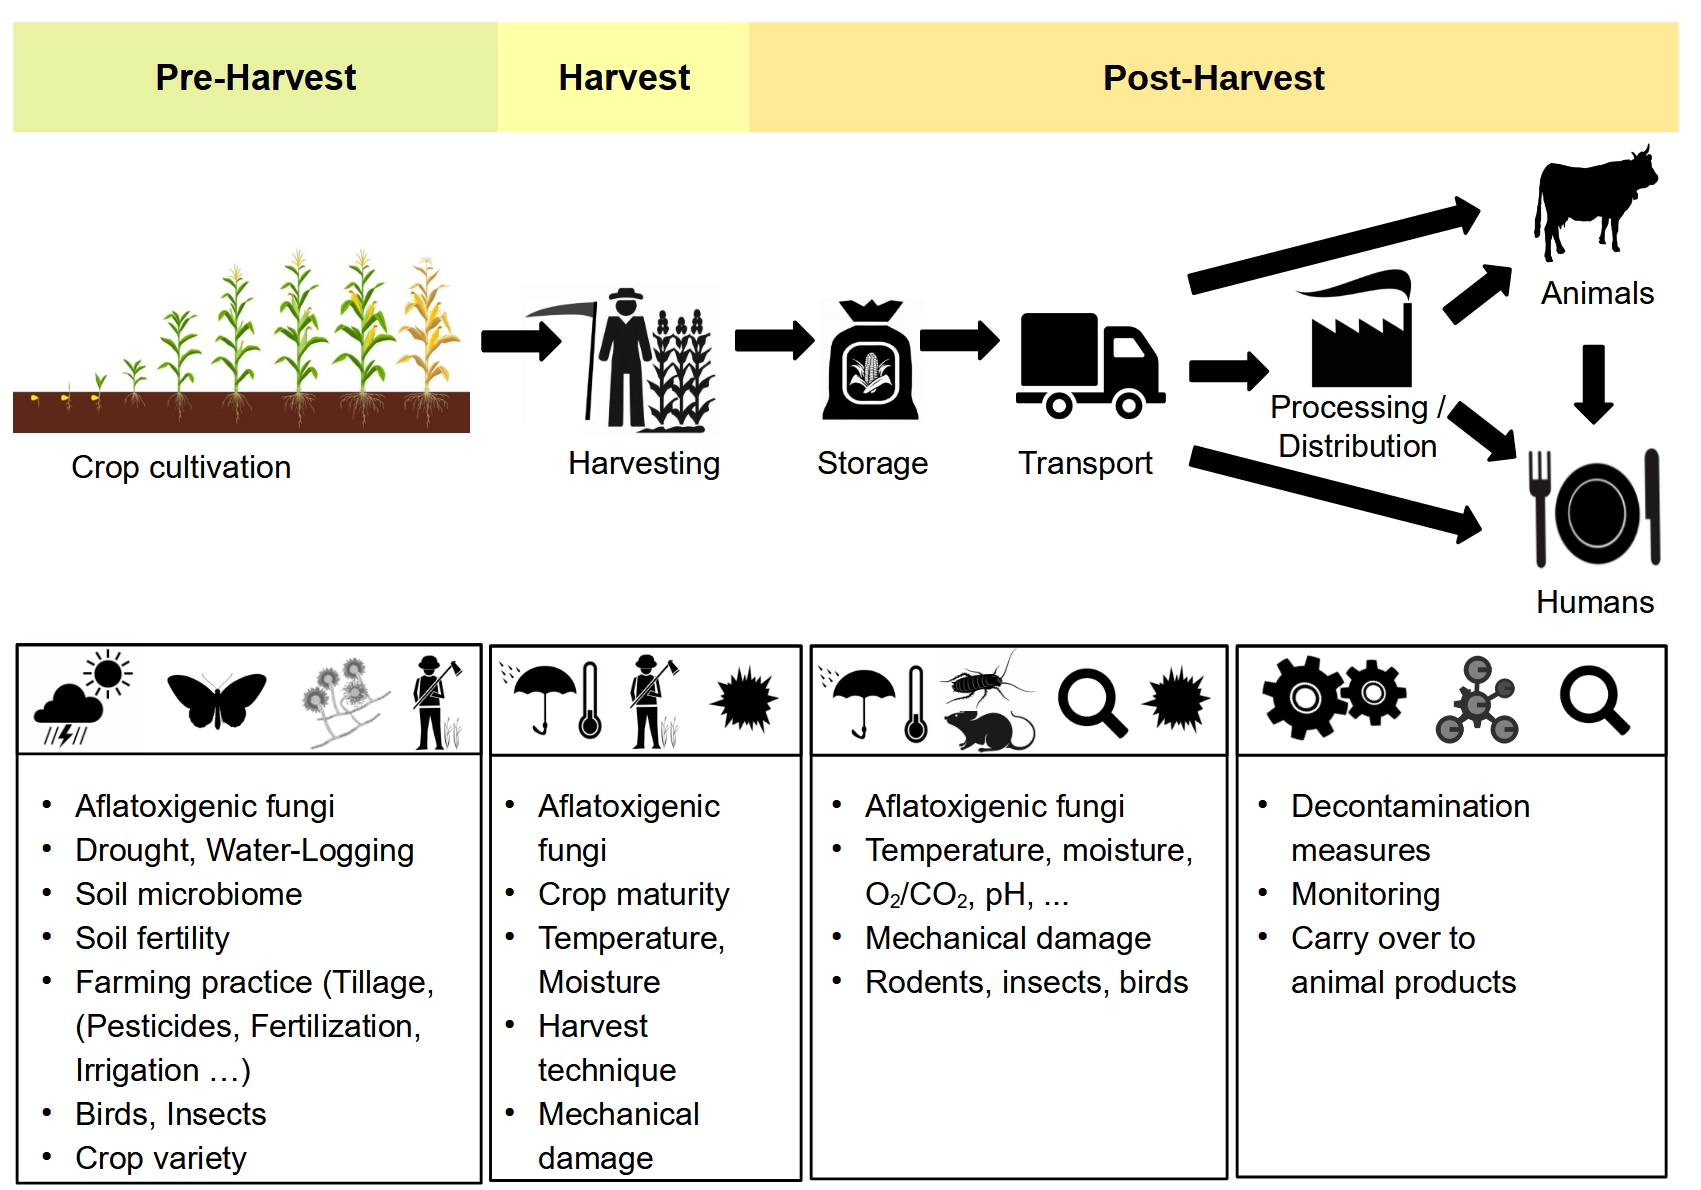 Pre-Harvest
Harvest
Post-Harvest
Animals
Processing /
Distribution
Crop cultivation
Harvesting
Storage
Transport
Humans
• Aflatoxigenic fungi
• Drought, Water-Logging
• Soil microbiome
• Soil fertility
• Farming practice (Tillage,
(Pesticides, Fertilization,
Irrigation …)
• Birds, Insects
• Crop variety
• Aflatoxigenic
fungi
• Crop maturity
• Temperature,
Moisture
• Harvest
technique
• Mechanical
damage
• Aflatoxigenic fungi
• Temperature, moisture,
O₂/CO₂, pH, ...
• Mechanical damage
• Rodents, insects, birds
• Decontamination
measures
• Monitoring
• Carry over to
animal products